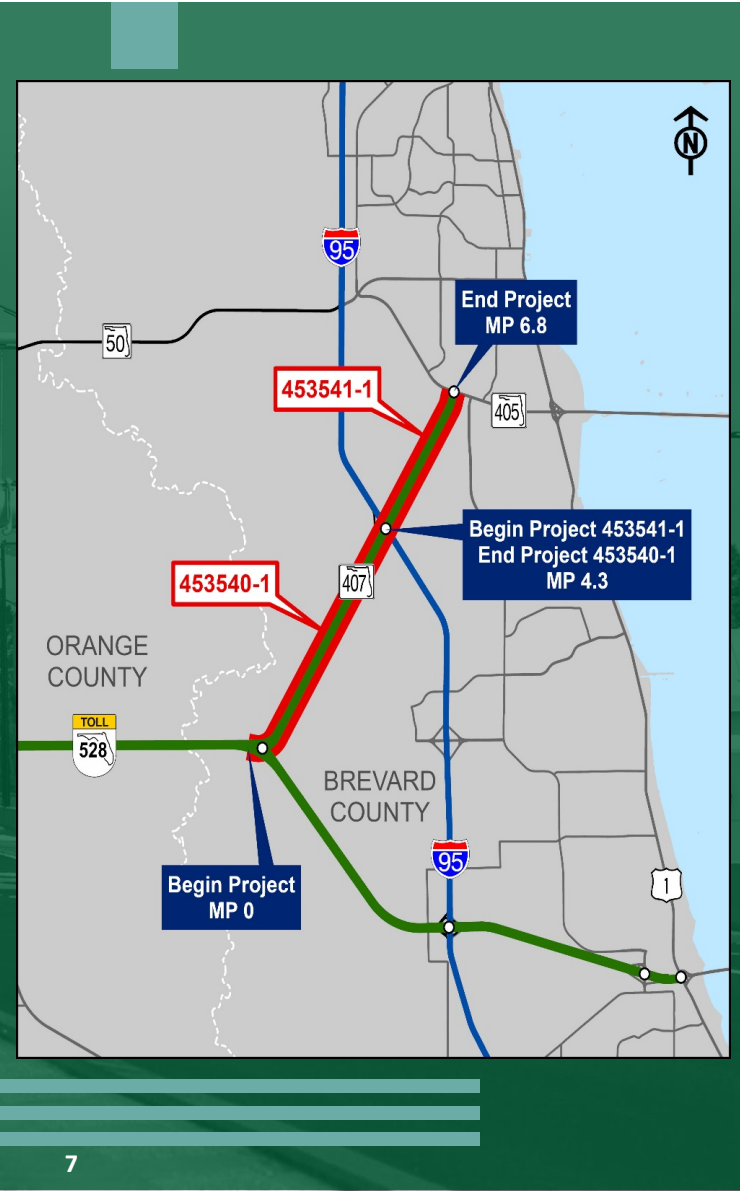 N
95
End Project
MP 6.8
50
453541-1
405
Begin Project 453541-1
End Project 453540-1
MP 4.3
453540-1
407
ORANGE
COUNTY
TOLL
528
BREVARD
COUNTY
95
Begin Project
MP 0
1
7